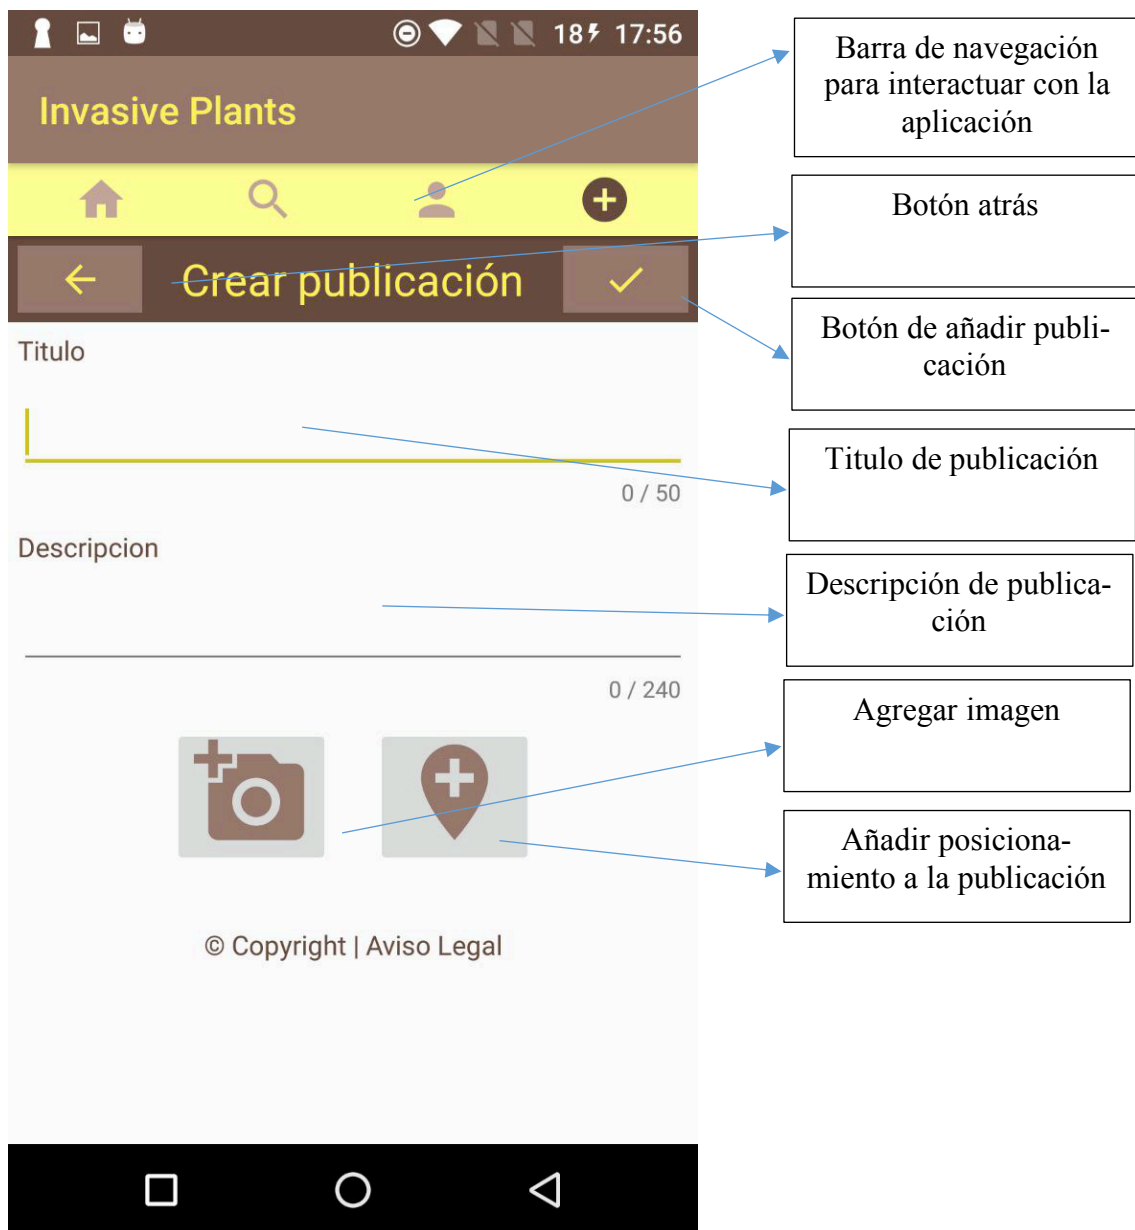 18 17:56
Invasive Plants
Crear publicación
Titulo
0 / 50
Descripcion
0 / 240
© Copyright | Aviso Legal
Barra de navegación
para interactuar con la
aplicación
Botón atrás
Botón de añadir publi-
cación
Titulo de publicación
Descripción de publica-
ción
Agregar imagen
Añadir posiciona-
miento a la publicación